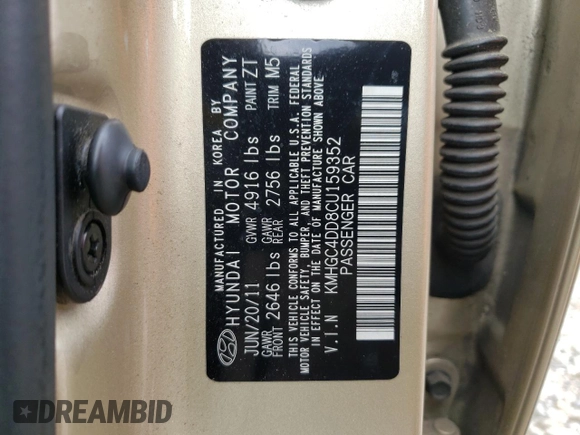 MANUFACTURED IN KOREA BY
HYUNDAI MOTOR COMPANY
JUN/20/11 GVWR 4916 lbs PAINT ZT
GAWR FRONT 2646 lbs GAWR REAR 2756 lbs TRIM M5
THIS VEHICLE CONFORMS TO ALL APPLICABLE U.S.A. FEDERAL
MOTOR VEHICLE SAFETY, BUMPER, AND THEFT PREVENTION STANDARDS
IN EFFECT ON THE DATE OF MANUFACTURE SHOWN ABOVE.
V.I.N KMHGC4DD8CU159352
PASSENGER CAR
DREAMBID